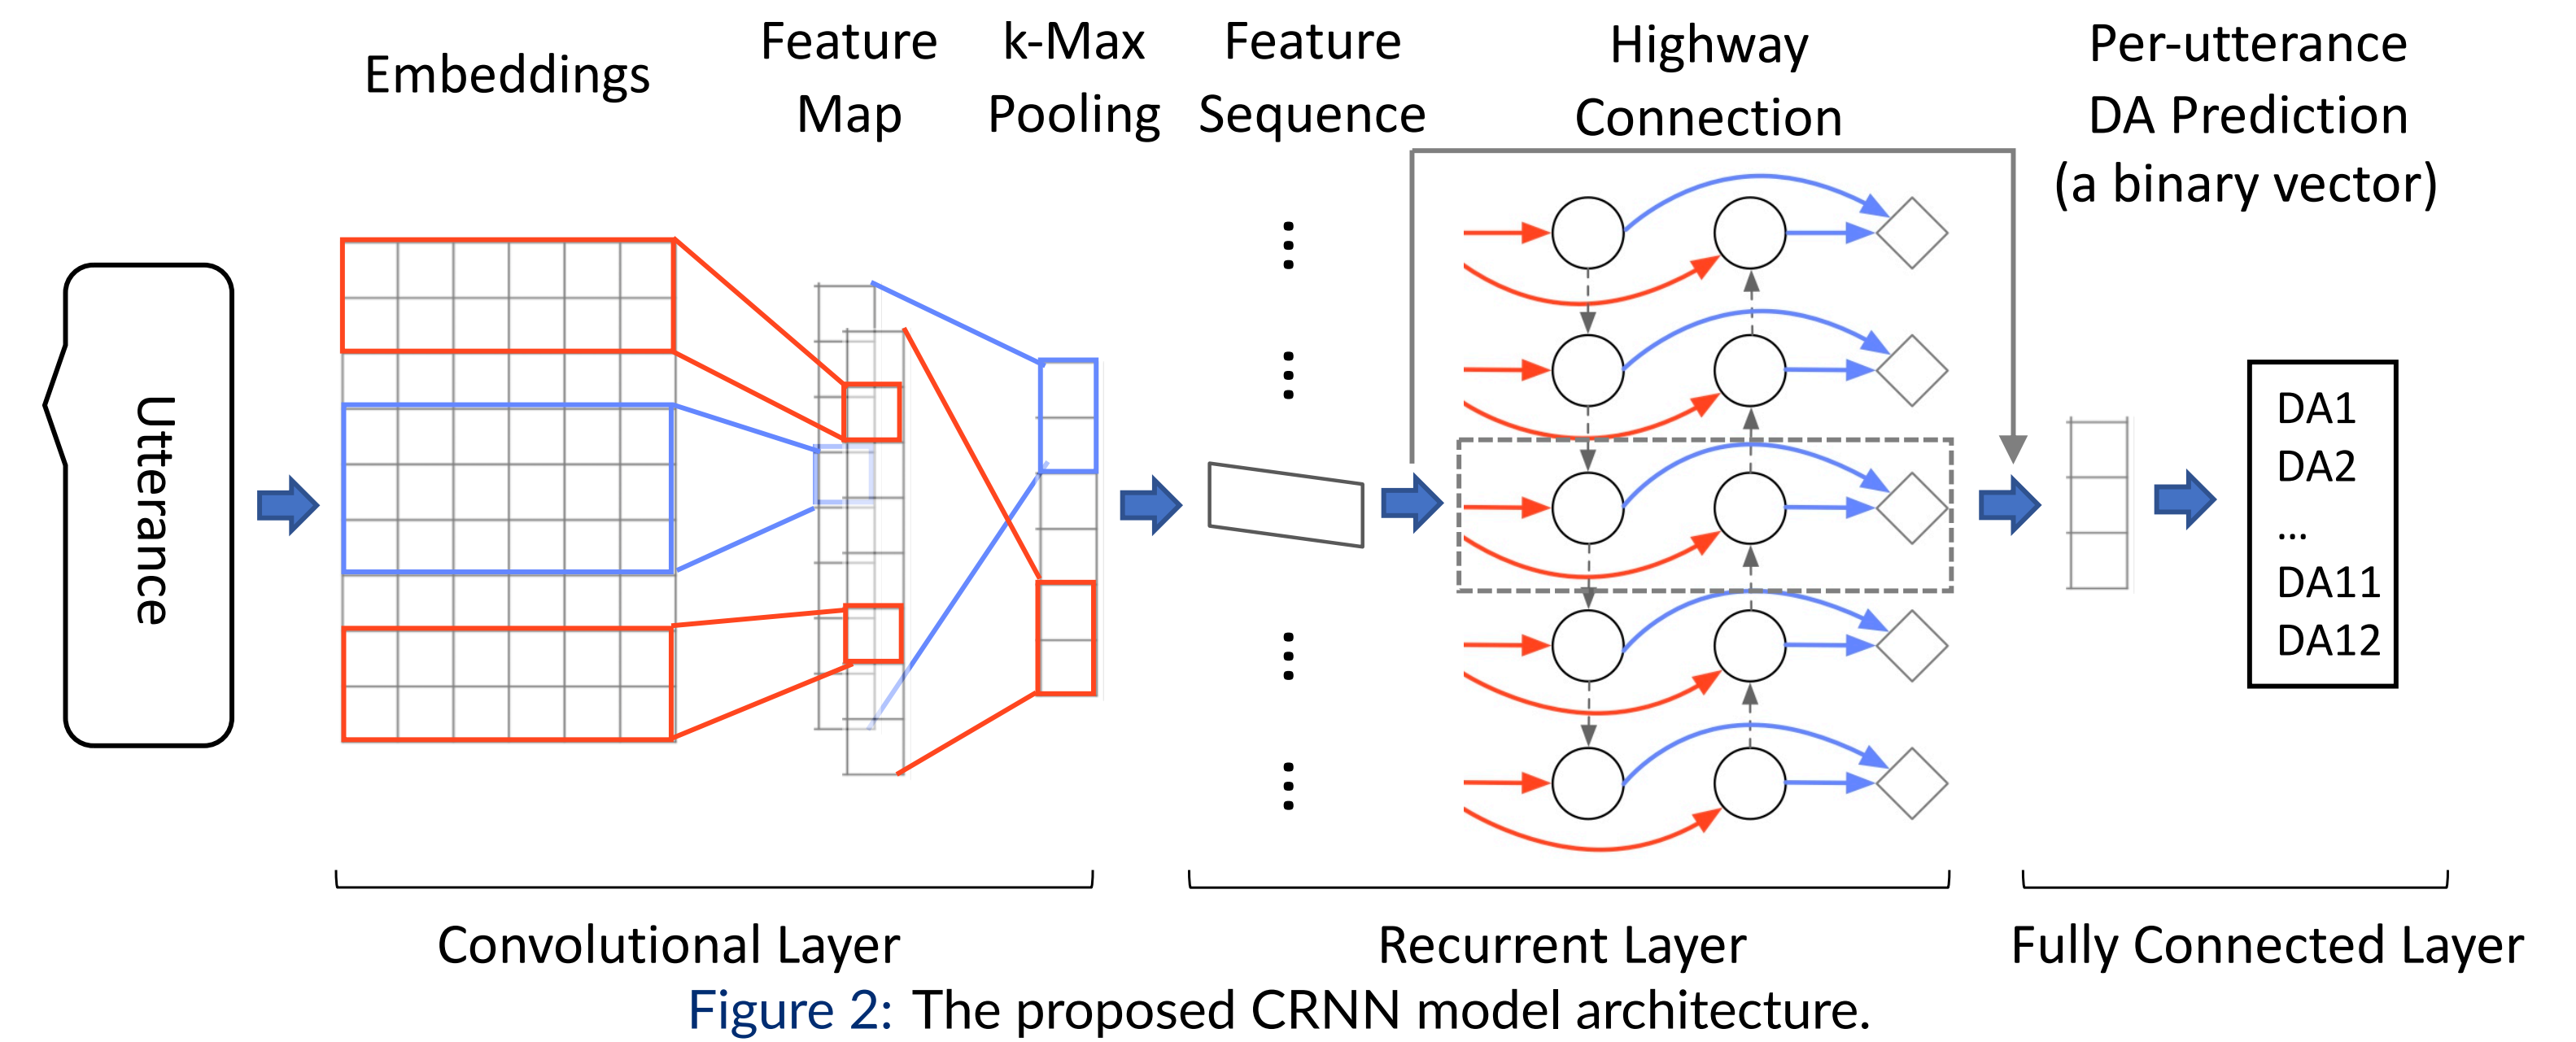 Embeddings
Feature
Map
k-Max
Pooling
Feature
Sequence
Highway
Connection
Per-utterance
DA Prediction
(a binary vector)
Utterance
DA1
DA2
...
DA11
DA12
Convolutional Layer
Recurrent Layer
Fully Connected Layer
Figure 2: The proposed CRNN model architecture.